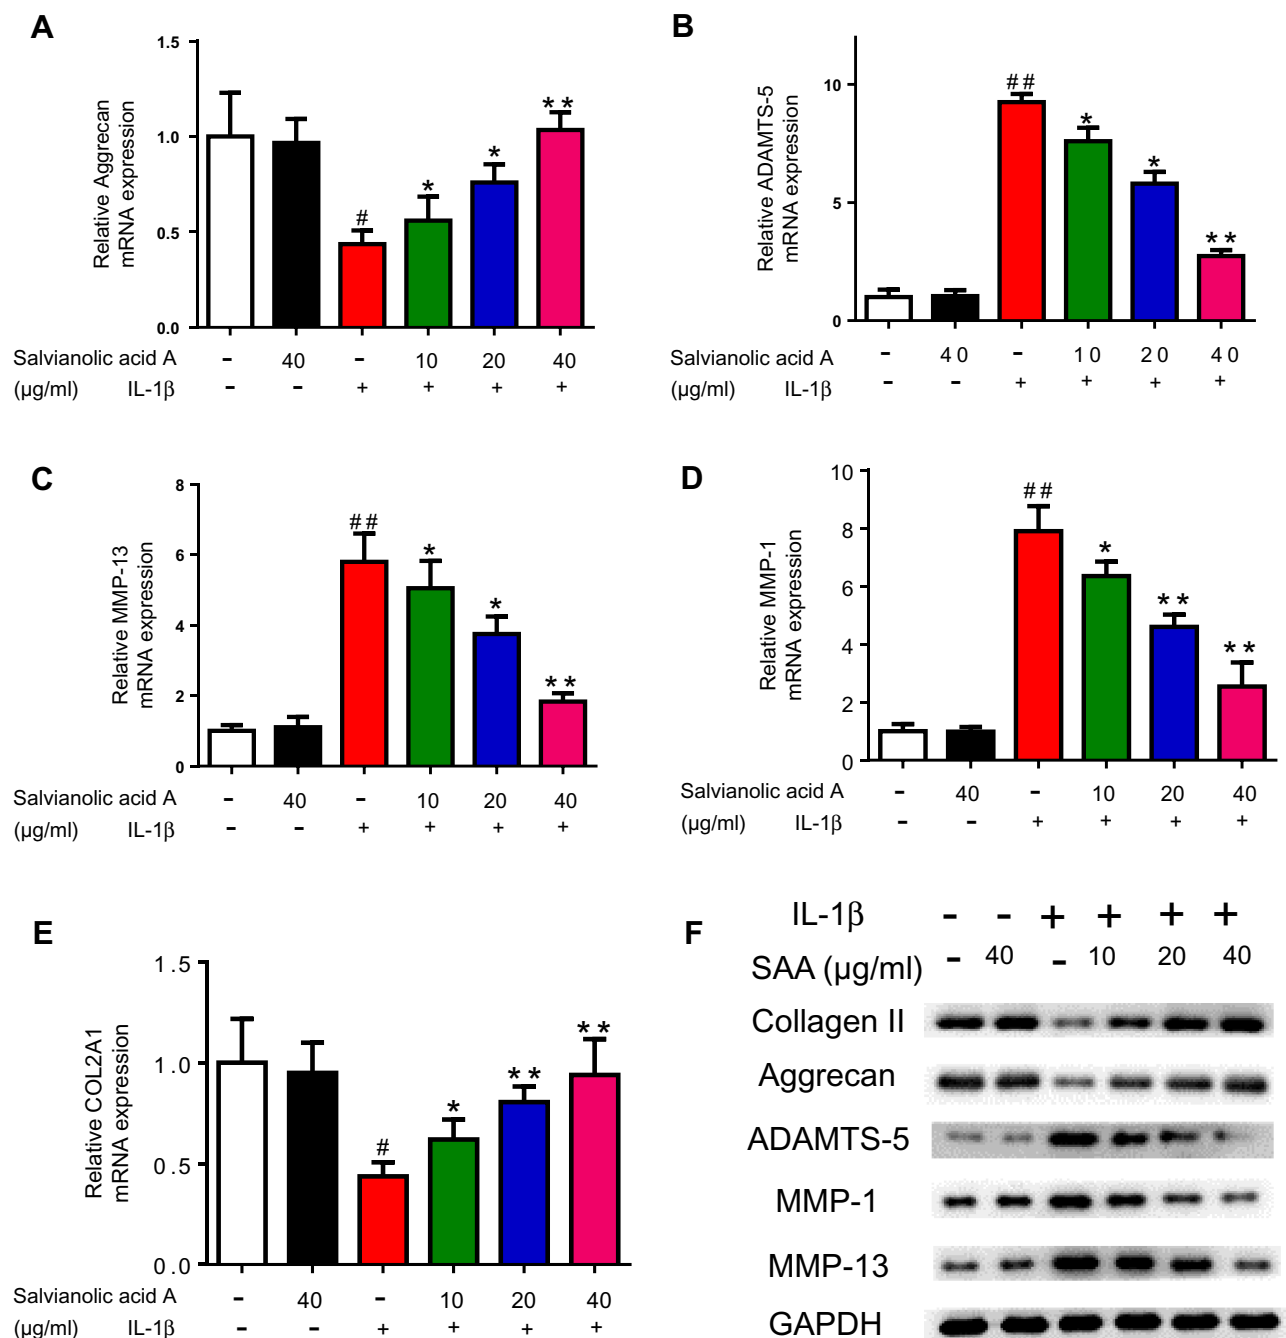 A
Relative Aggrecan
mRNA expression
1.5
1.0
0.5
0.0
#
*
*
**
Salvianolic acid A - 40 - 10 20 40
(µg/ml) IL-1β - - + + + +
B
Relative ADAMTS-5
mRNA expression
10
5
0
##
*
*
**
Salvianolic acid A - 40 - 10 20 40
(µg/ml) IL-1β - - + + + +
C
Relative MMP-13
mRNA expression
8
6
4
2
0
##
*
*
**
Salvianolic acid A - 40 - 10 20 40
(µg/ml) IL-1β - - + + + +
D
Relative MMP-1
mRNA expression
10
8
6
4
2
0
##
*
**
**
Salvianolic acid A - 40 - 10 20 40
(µg/ml) IL-1β - - + + + +
E
Relative COL2A1
mRNA expression
1.5
1.0
0.5
0.0
#
*
**
**
Salvianolic acid A - 40 - 10 20 40
(µg/ml) IL-1β - - + + + +
F
IL-1β - - + + + +
SAA (µg/ml) - 40 - 10 20 40
Collagen II
Aggrecan
ADAMTS-5
MMP-1
MMP-13
GAPDH